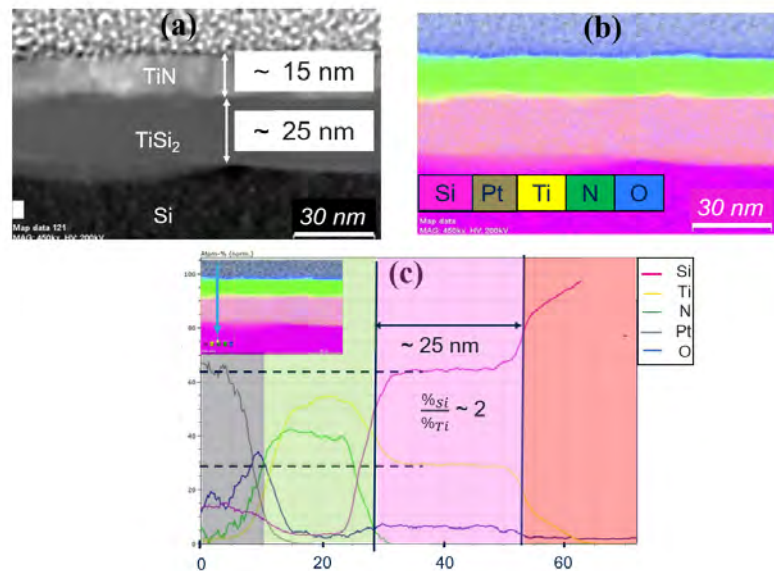 (a)
TiN
~ 15 nm
TiSi2
~ 25 nm
Si
30 nm
Map data 121
MAG: 450kx, HV: 200kV
(b)
Si Pt Ti N O
30 nm
Map data
MAG: 450kx, HV: 200kV
Atom-% (norm.)
(c)
100
80
60
40
20
0
~ 25 nm
%Si
%Ti
~ 2
Si
Ti
N
Pt
O
0 20 40 60